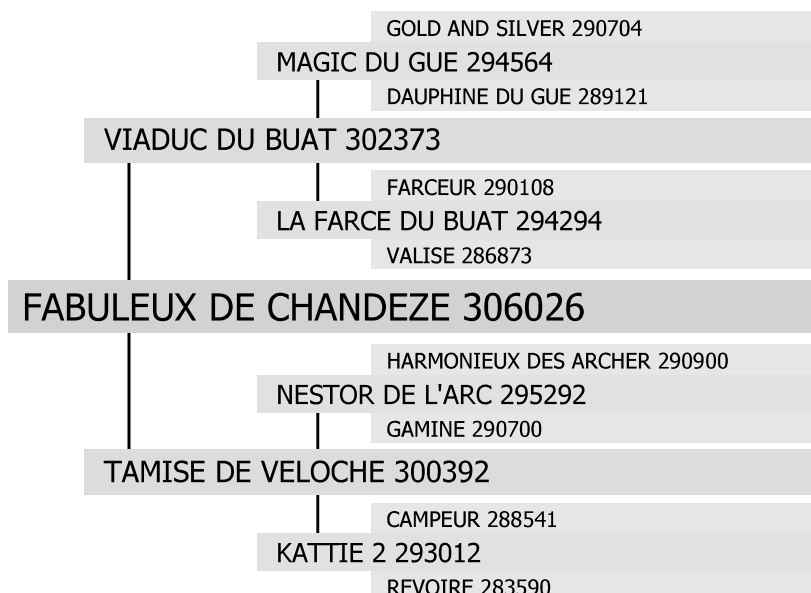 GOLD AND SILVER 290704
MAGIC DU GUE 294564
DAUPHINE DU GUE 289121
VIADUC DU BUAT 302373
FARCEUR 290108
LA FARCE DU BUAT 294294
VALISE 286873
FABULEUX DE CHANDEZE 306026
HARMONIEUX DES ARCHER 290900
NESTOR DE L'ARC 295292
GAMINE 290700
TAMISE DE VELOCHE 300392
CAMPEUR 288541
KATTIE 2 293012
REVOIRE 283590